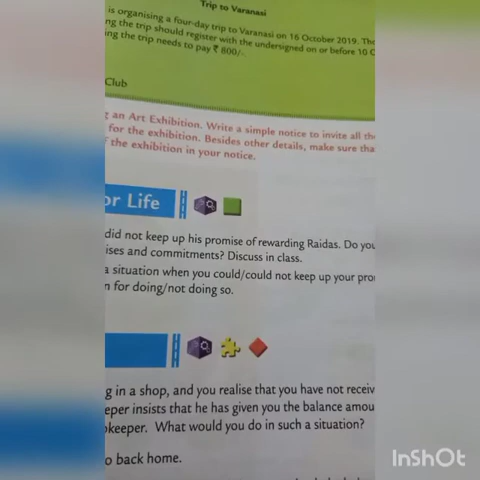 Trip to Varanasi
is organising a four-day trip to Varanasi on 16 October 2019. The
ng the trip should register with the undersigned on or before 10 O
ing the trip needs to pay ₹ 800/-.
Club
an Art Exhibition. Write a simple notice to invite all the
for the exhibition. Besides other details, make sure tha
the exhibition in your notice.
or Life
did not keep up his promise of rewarding Raidas. Do you
ises and commitments? Discuss in class.
a situation when you could/could not keep up your pro
n for doing/not doing so.
g in a shop, and you realise that you have not receiv
eper insists that he has given you the balance amou
keeper. What would you do in such a situation?
o back home.
InShOt